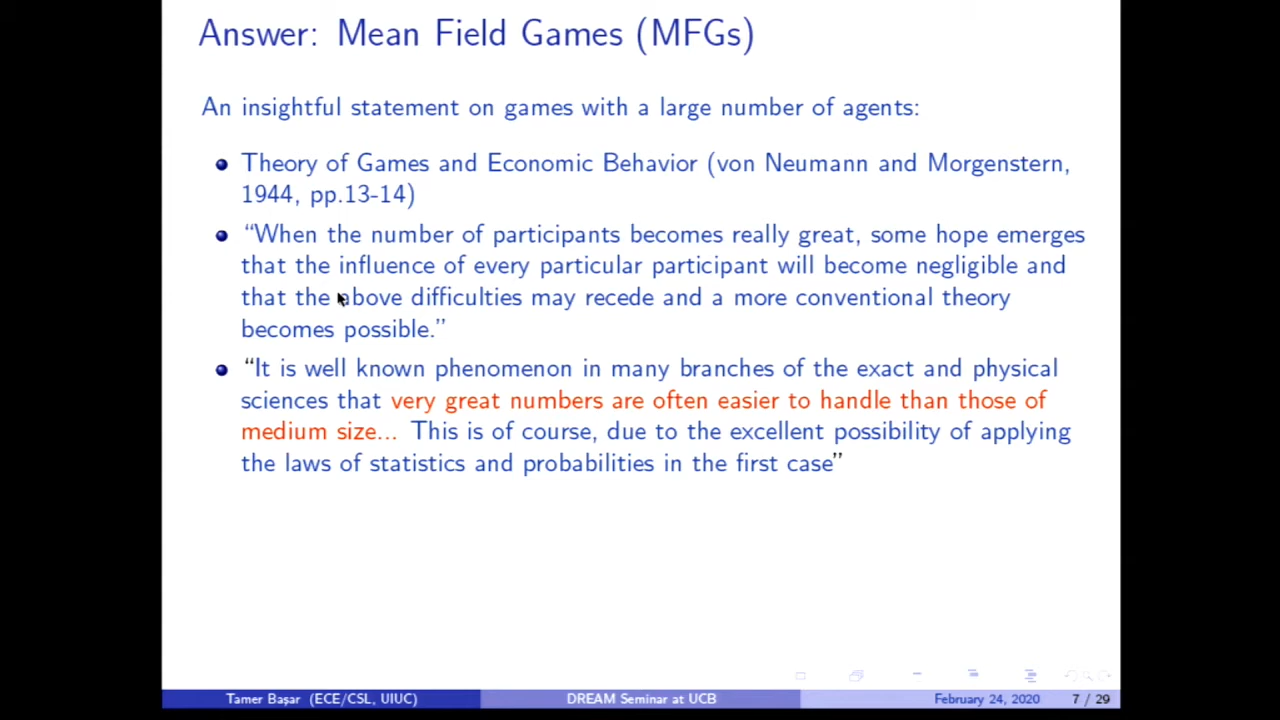 Answer: Mean Field Games (MFGs)
An insightful statement on games with a large number of agents:
Theory of Games and Economic Behavior (von Neumann and Morgenstern,
1944, pp.13-14)
“When the number of participants becomes really great, some hope emerges
that the influence of every particular participant will become negligible and
that the above difficulties may recede and a more conventional theory
becomes possible.”
“It is well known phenomenon in many branches of the exact and physical
sciences that very great numbers are often easier to handle than those of
medium size... This is of course, due to the excellent possibility of applying
the laws of statistics and probabilities in the first case”
Tamer Başar (ECE/CSL, UIUC) DREAM Seminar at UCB February 24, 2020 7 / 29